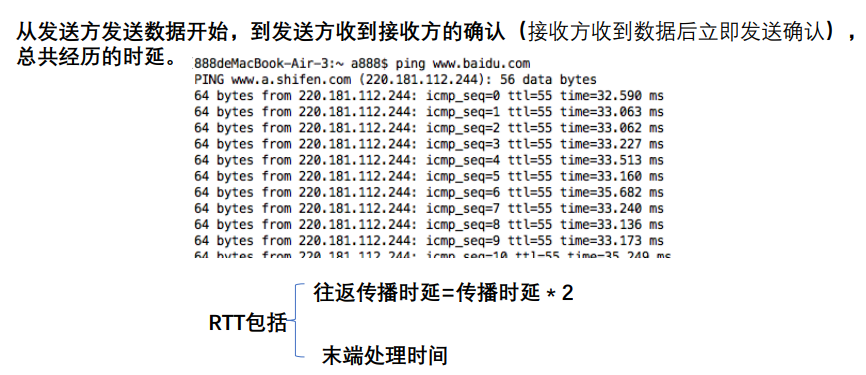 从发送方发送数据开始，到发送方收到接收方的确认（接收方收到数据后立即发送确认），
总共经历的时延。
888deMacBook-Air-3:~ a888$ ping www.baidu.com
PING www.a.shifen.com (220.181.112.244): 56 data bytes
64 bytes from 220.181.112.244: icmp_seq=0 ttl=55 time=32.590 ms
64 bytes from 220.181.112.244: icmp_seq=1 ttl=55 time=33.063 ms
64 bytes from 220.181.112.244: icmp_seq=2 ttl=55 time=33.062 ms
64 bytes from 220.181.112.244: icmp_seq=3 ttl=55 time=33.227 ms
64 bytes from 220.181.112.244: icmp_seq=4 ttl=55 time=33.513 ms
64 bytes from 220.181.112.244: icmp_seq=5 ttl=55 time=33.160 ms
64 bytes from 220.181.112.244: icmp_seq=6 ttl=55 time=35.682 ms
64 bytes from 220.181.112.244: icmp_seq=7 ttl=55 time=33.240 ms
64 bytes from 220.181.112.244: icmp_seq=8 ttl=55 time=33.136 ms
64 bytes from 220.181.112.244: icmp_seq=9 ttl=55 time=33.173 ms
64 bytes from 220.181.112.244: icmp_seq=10 ttl=55 time=35.249 ms
往返传播时延=传播时延*2
RTT包括
末端处理时间